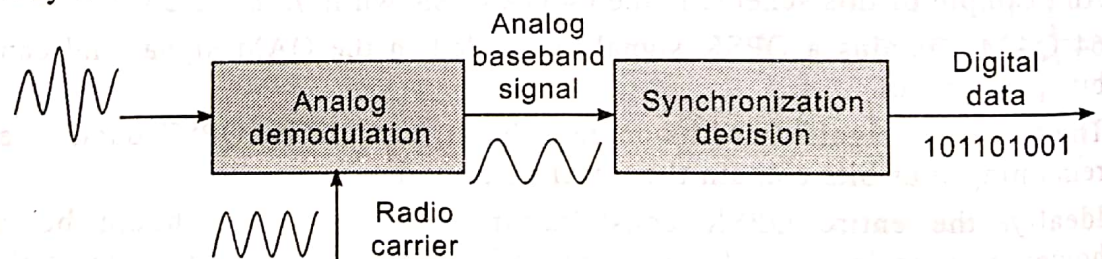 Analog
baseband
signal
Analog
demodulation
Synchronization
decision
Digital
data
101101001
Radio
carrier